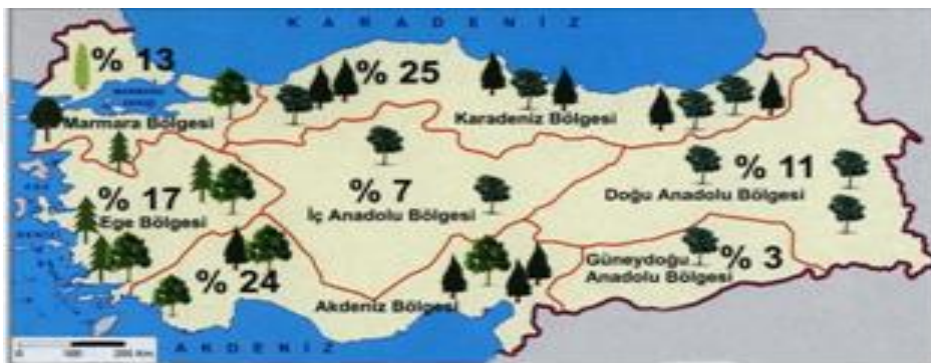 KARADENİZ
% 13
% 25
Marmara Bölgesi
Karadeniz Bölgesi
% 17
Ege Bölgesi
% 7
İç Anadolu Bölgesi
% 11
Doğu Anadolu Bölgesi
% 24
Akdeniz Bölgesi
Güneydoğu
Anadolu Bölgesi
% 3
AKDENİZ